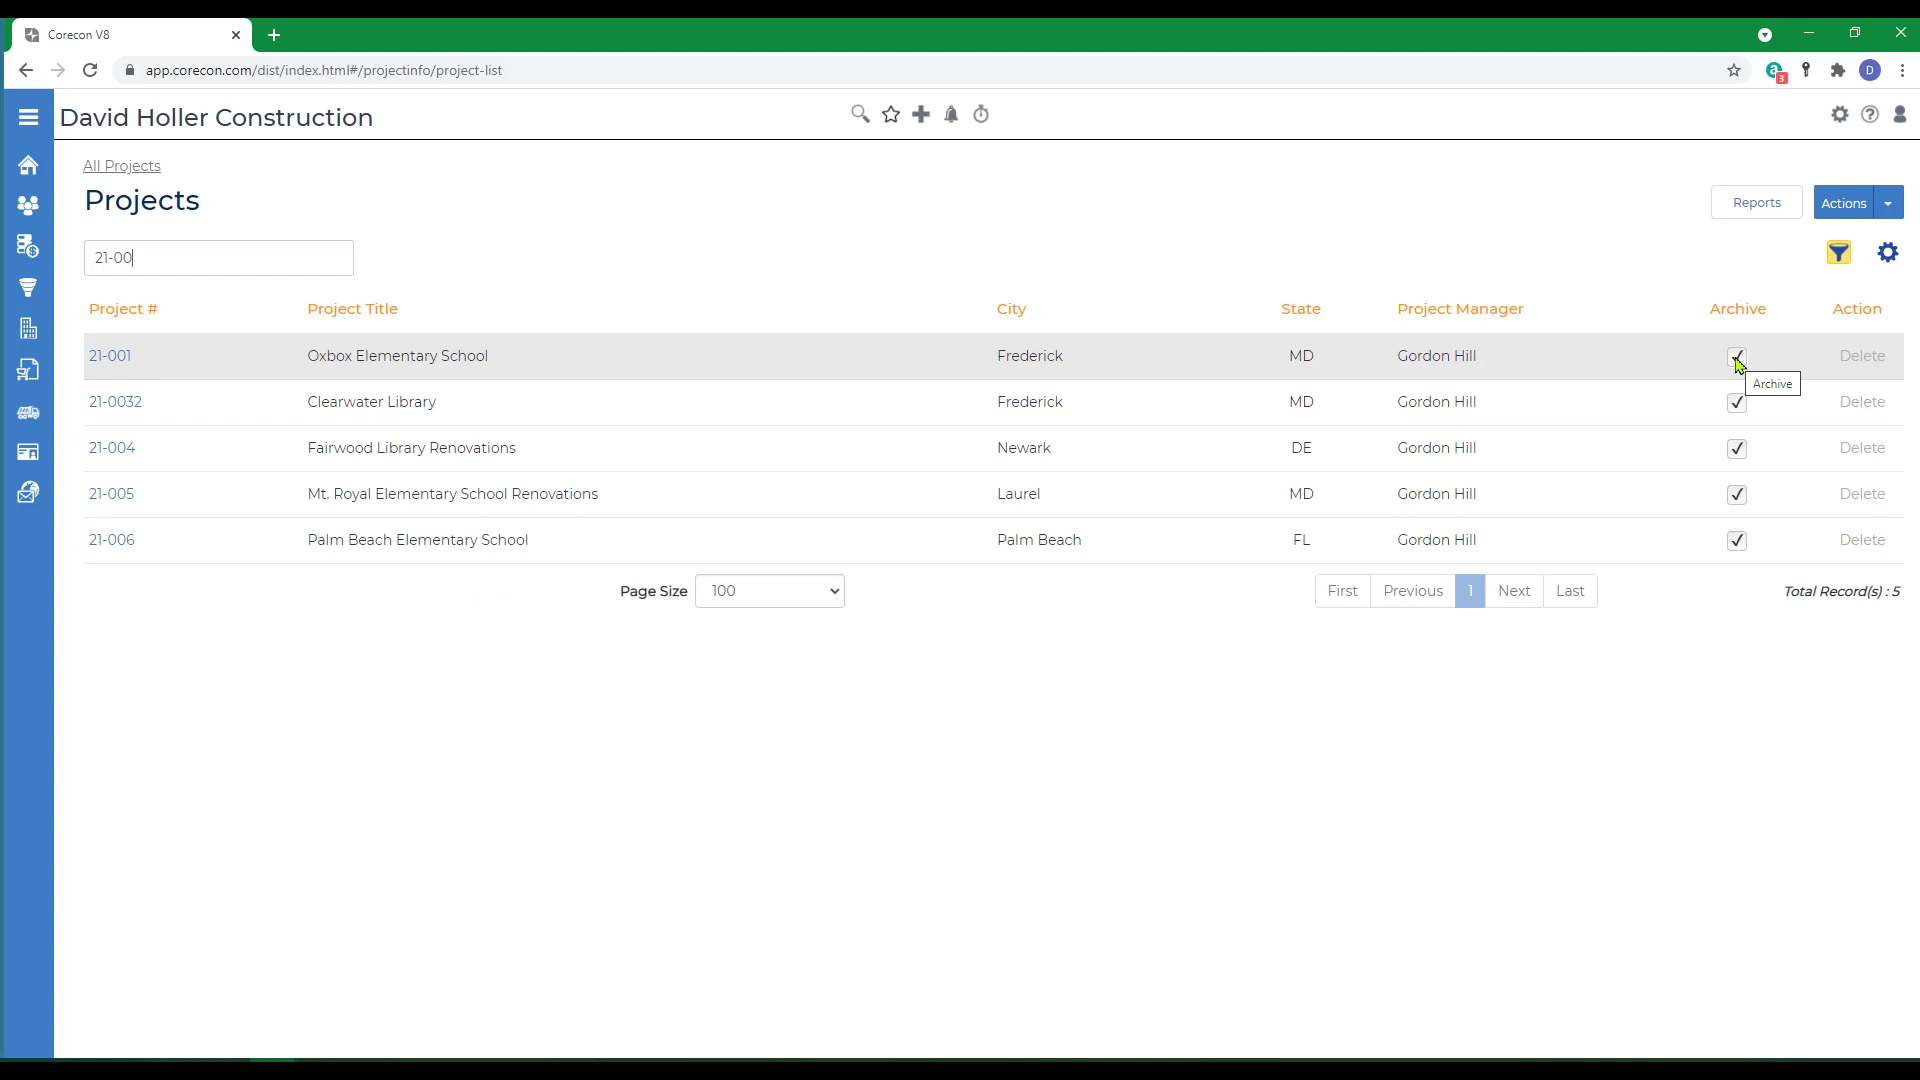 Corecon V8
app.corecon.com/dist/index.html#/projectinfo/project-list
3
D
David Holler Construction
All Projects
Projects
Reports
Actions
21-00
Project # Project Title City State Project Manager Archive Action
21-001 Oxbox Elementary School Frederick MD Gordon Hill Delete
Archive
21-0032 Clearwater Library Frederick MD Gordon Hill Delete
21-004 Fairwood Library Renovations Newark DE Gordon Hill Delete
21-005 Mt. Royal Elementary School Renovations Laurel MD Gordon Hill Delete
21-006 Palm Beach Elementary School Palm Beach FL Gordon Hill Delete
Page Size 100 First Previous 1 Next Last Total Record(s) : 5